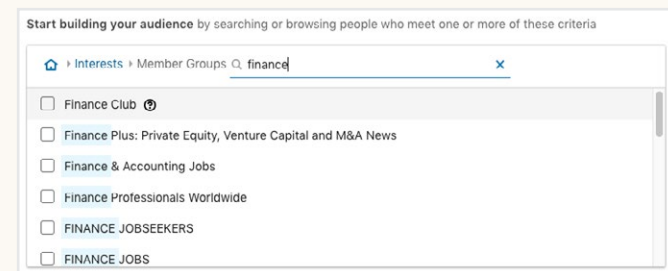 Start building your audience by searching or browsing people who meet one or more of these criteria
Interests Member Groups finance
Finance Club
Finance Plus: Private Equity, Venture Capital and M&A News
Finance & Accounting Jobs
Finance Professionals Worldwide
FINANCE JOBSEEKERS
FINANCE JOBS